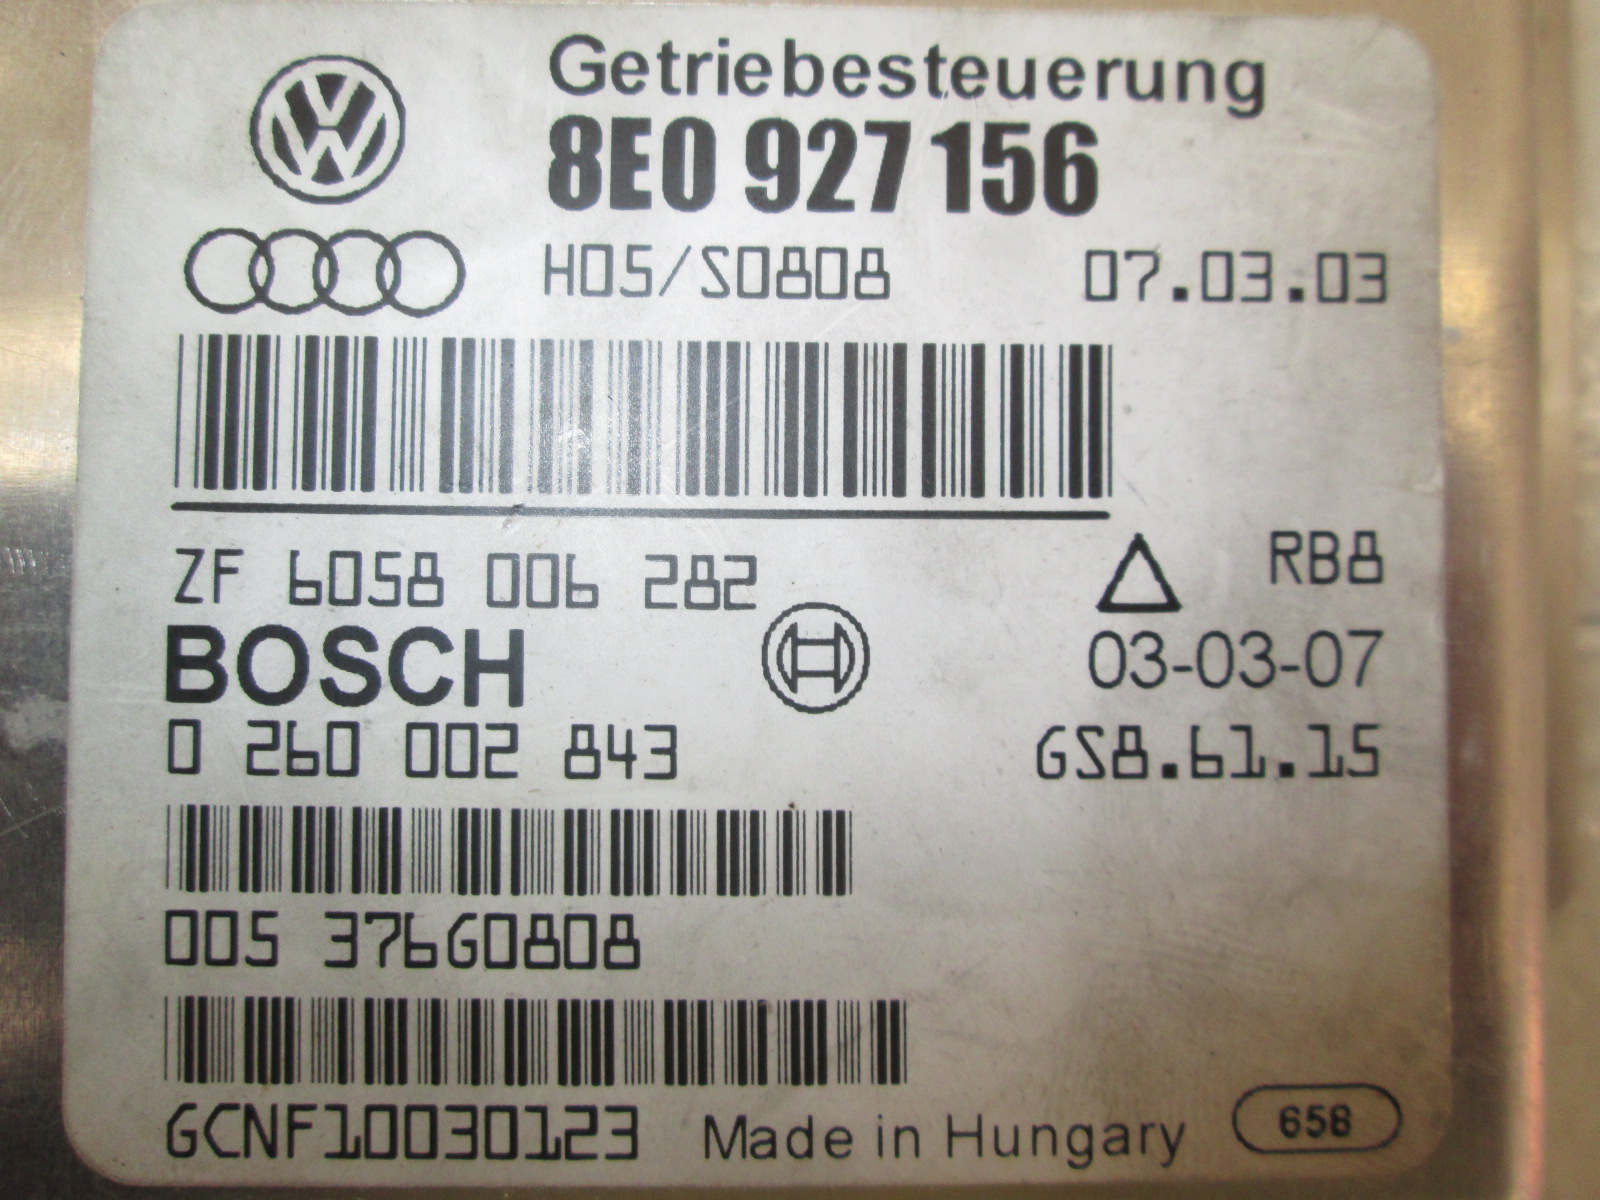 Getriebesteuerung
8E0 927 156
H05/S0808 07.03.03
ZF 6058 006 282 RB8
BOSCH 03-03-07
0 260 002 843 GS8.61.15
005 376G0808
GCNF10030123 Made in Hungary 658